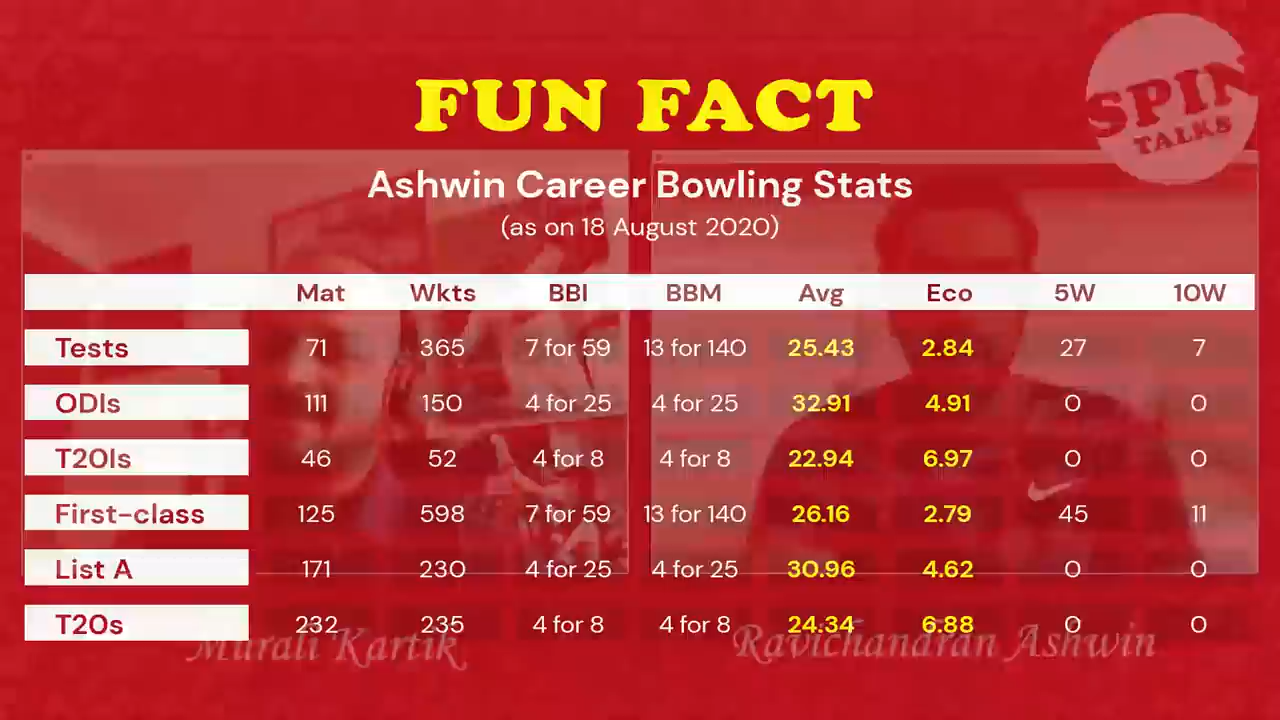 FUN FACT
SPIN
TALKS
Ashwin Career Bowling Stats
(as on 18 August 2020)
Mat Wkts BBI BBM Avg Eco 5W 10W
Tests 71 365 7 for 59 13 for 140 25.43 2.84 27 7
ODIs 111 150 4 for 25 4 for 25 32.91 4.91 0 0
T20Is 46 52 4 for 8 4 for 8 22.94 6.97 0 0
First-class 125 598 7 for 59 13 for 140 26.16 2.79 45 11
List A 171 230 4 for 25 4 for 25 30.96 4.62 0 0
T20s 232 235 4 for 8 4 for 8 24.34 6.88 0 0
Murali Kartik Ravichandran Ashwin